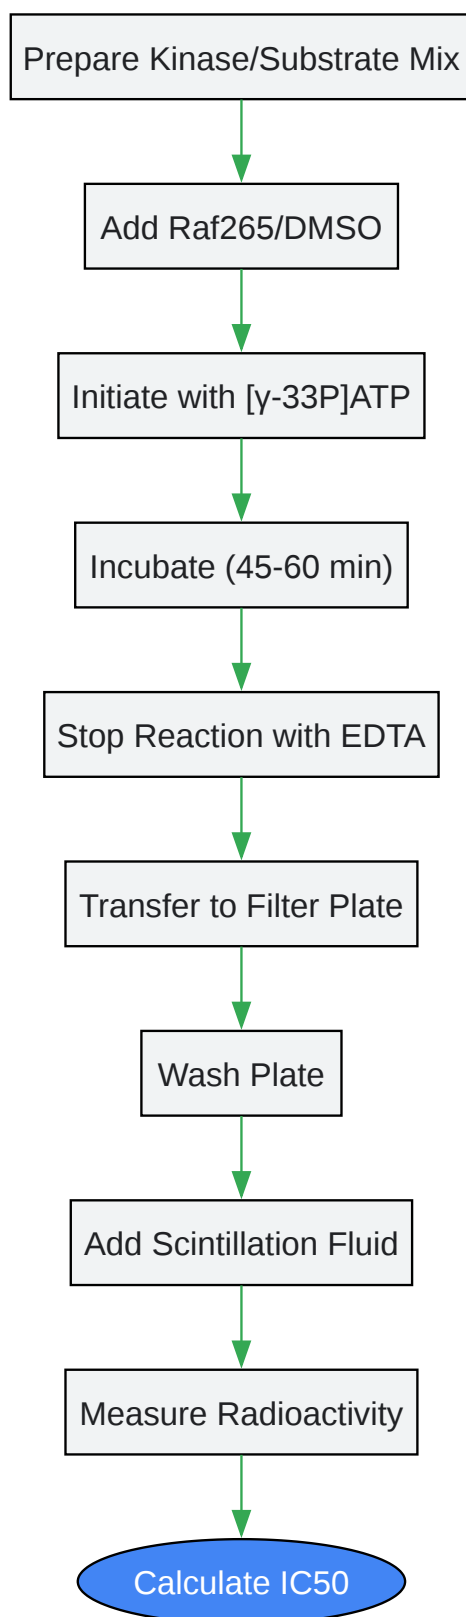 Prepare Kinase/Substrate Mix
Add Raf265/DMSO
Initiate with [γ-33P]ATP
Incubate (45-60 min)
Stop Reaction with EDTA
Transfer to Filter Plate
Wash Plate
Add Scintillation Fluid
Measure Radioactivity
Calculate IC50